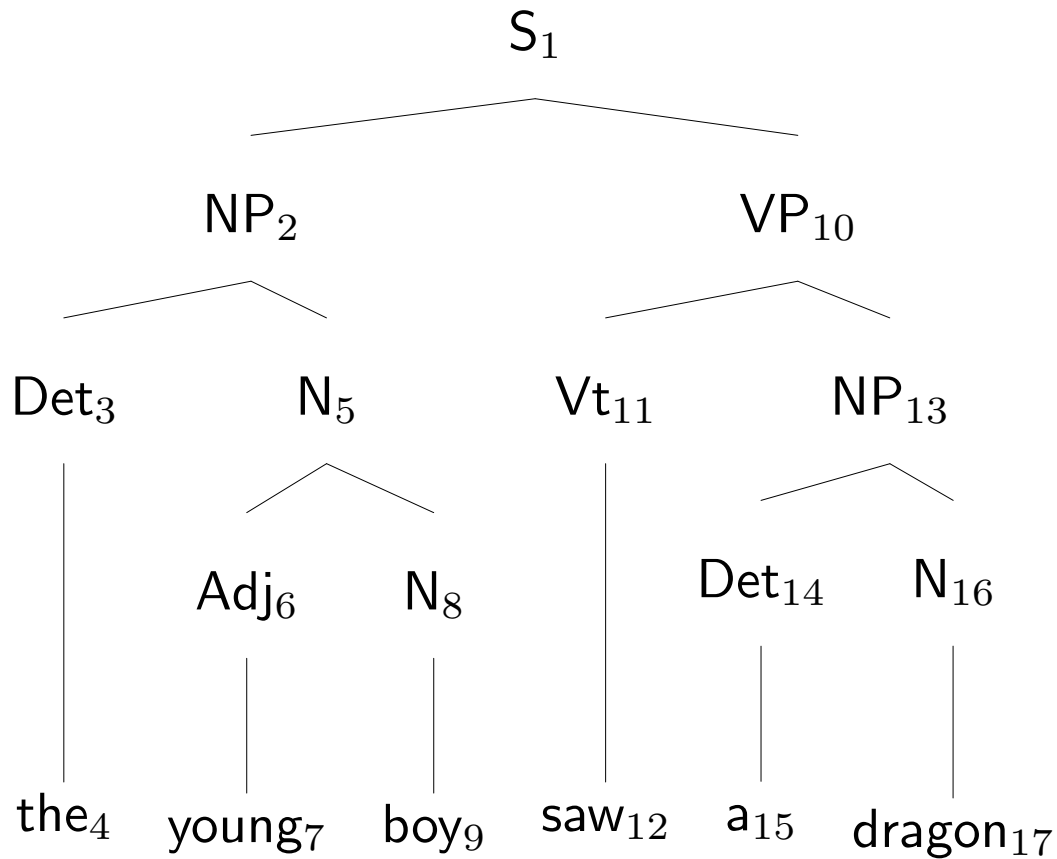 S₁
NP₂ VP₁₀
Det₃ N₅ Vt₁₁ NP₁₃
Adj₆ N₈ Det₁₄ N₁₆
the₄ young₇ boy₉ saw₁₂ a₁₅ dragon₁₇